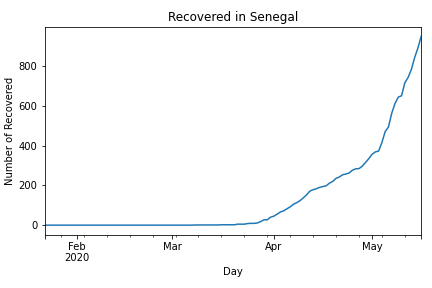 Recovered in Senegal
Number of Recovered
800
600
400
200
0
Feb
2020
Mar
Apr
May
Day